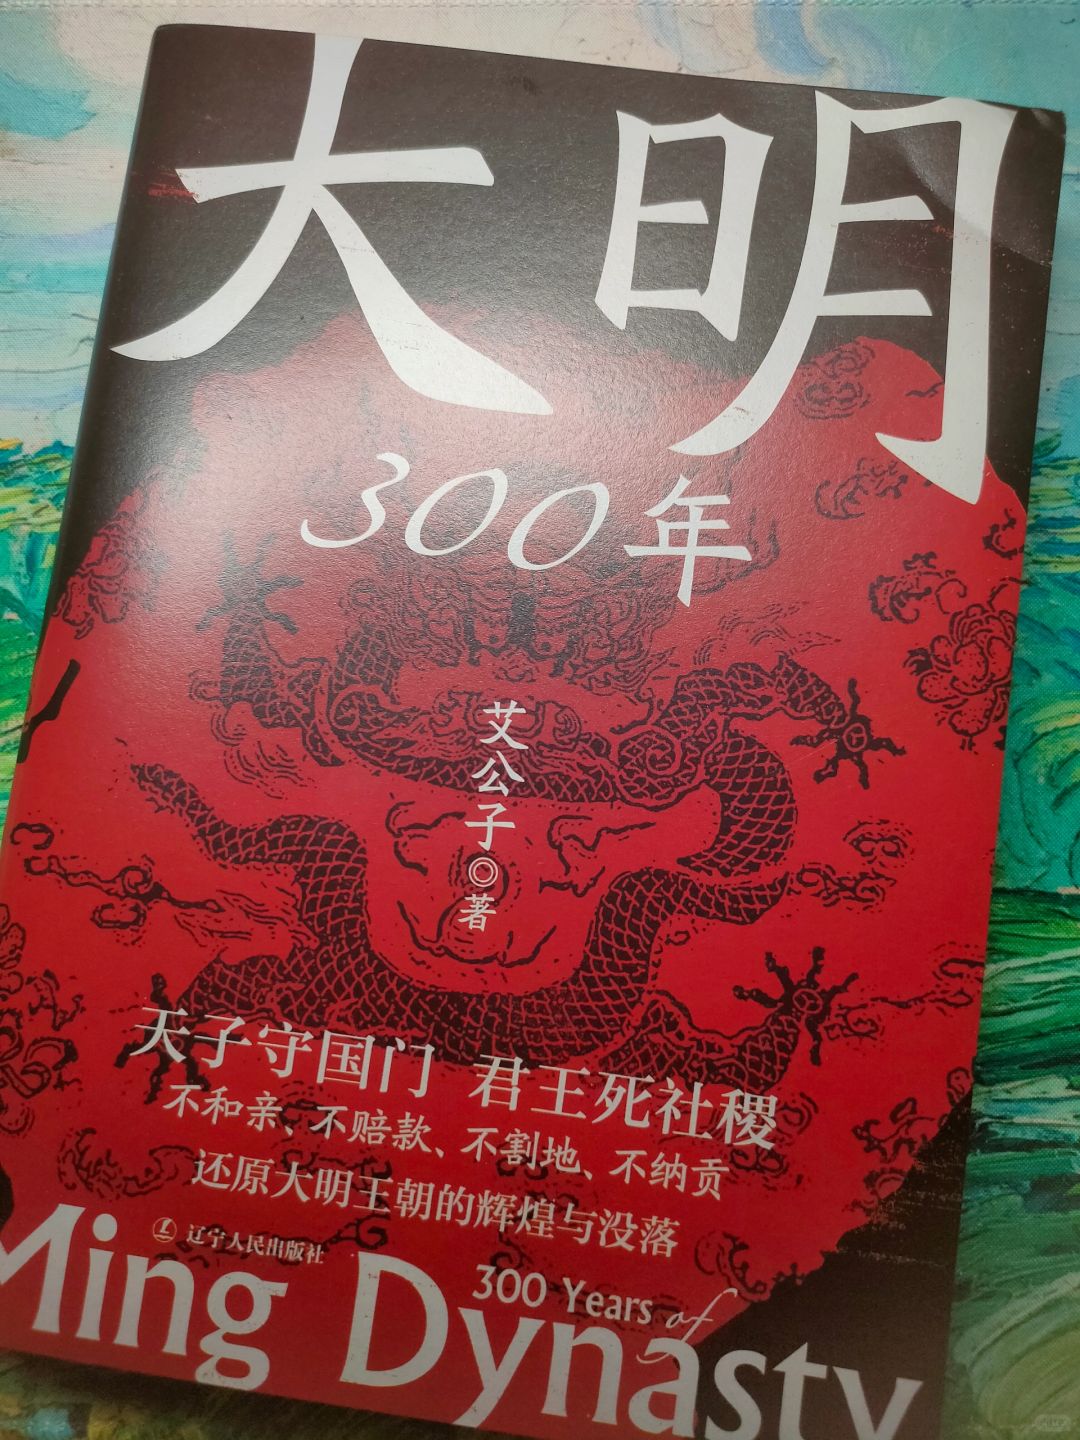 大明
300年
艾公子◎著
天子守国门 君王死社稷
不和亲、不赔款、不割地、不纳贡
还原大明王朝的辉煌与没落
辽宁人民出版社
300 Years of
Ming Dynasty